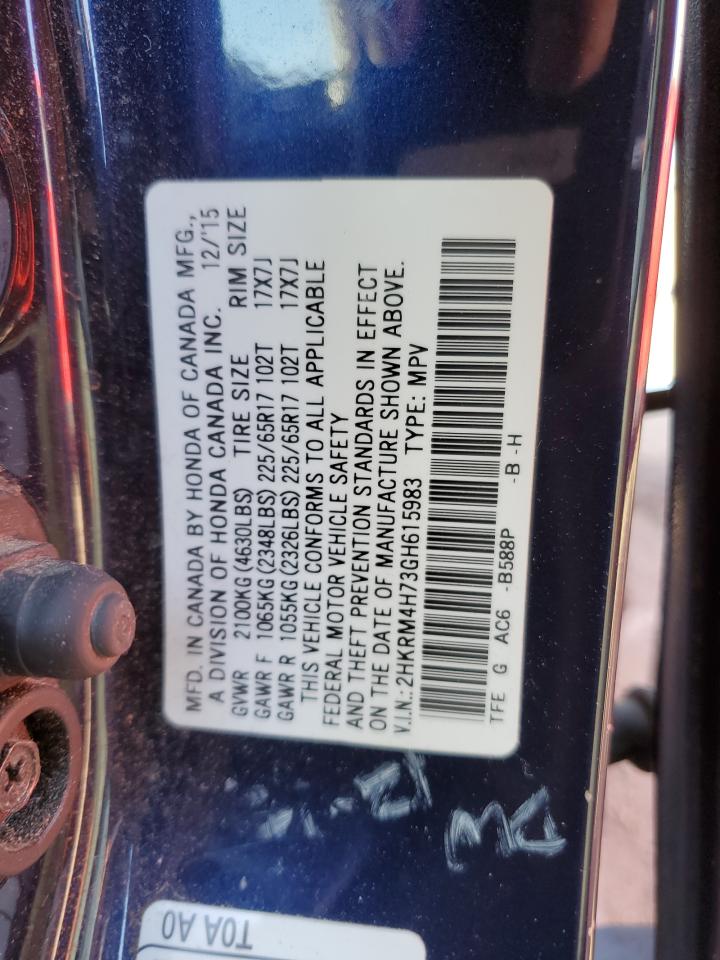 MFD. IN CANADA BY HONDA OF CANADA MFG.,
A DIVISION OF HONDA CANADA INC. 12/'15
GVWR 2100KG (4630LBS) TIRE SIZE RIM SIZE
GAWR F 1065KG (2348LBS) 225/65R17 102T 17X7J
GAWR R 1055KG (2326LBS) 225/65R17 102T 17X7J
THIS VEHICLE CONFORMS TO ALL APPLICABLE
FEDERAL MOTOR VEHICLE SAFETY
AND THEFT PREVENTION STANDARDS IN EFFECT
ON THE DATE OF MANUFACTURE SHOWN ABOVE.
V.I.N.: 2HKRM4H73GH615983 TYPE: MPV
TFE G AC6 -B588P -B -H
T0A A0